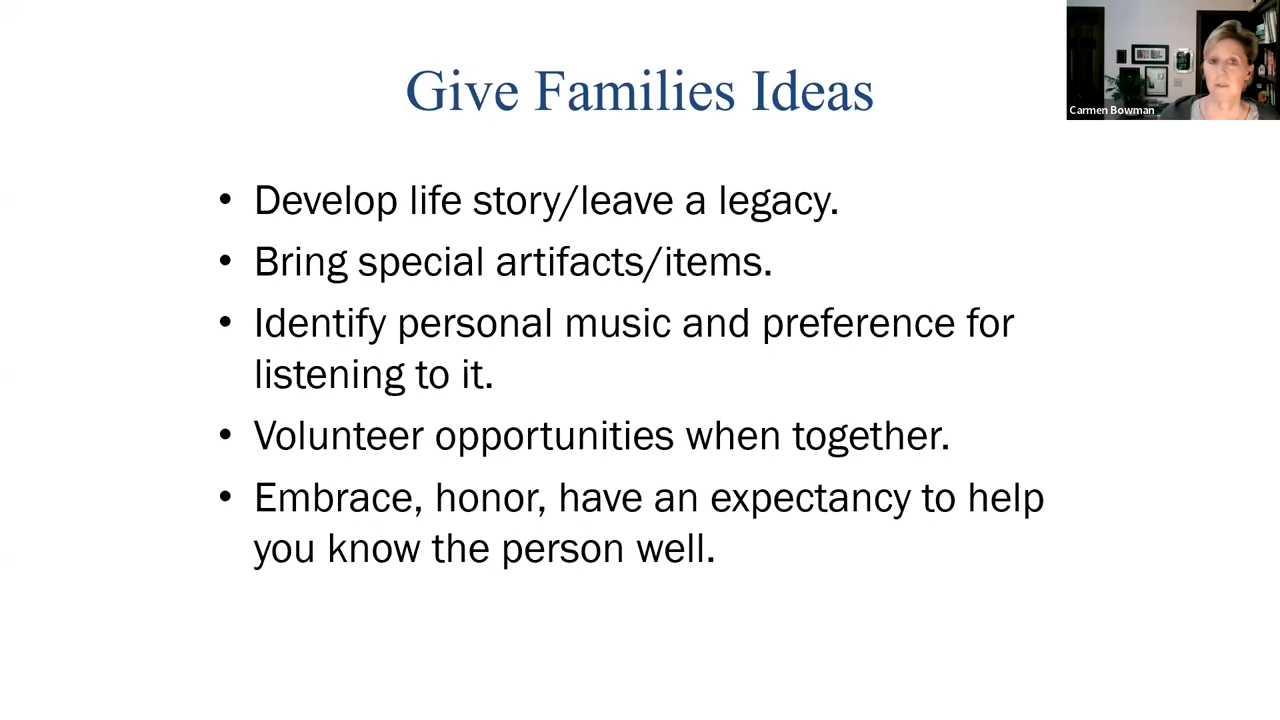 Give Families Ideas
Carmen Bowman
• Develop life story/leave a legacy.
• Bring special artifacts/items.
• Identify personal music and preference for
listening to it.
• Volunteer opportunities when together.
• Embrace, honor, have an expectancy to help
you know the person well.